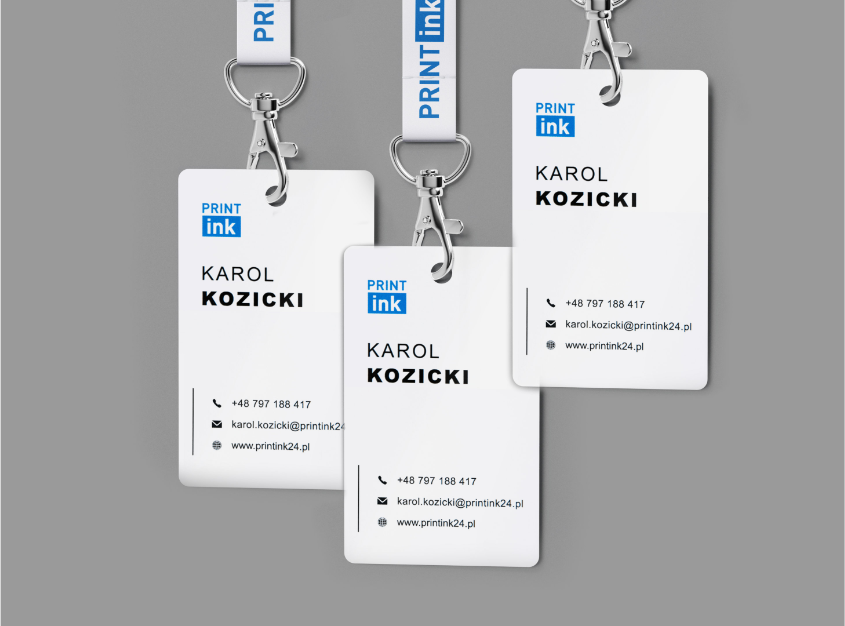 PRI
PRINT ink
PRINT
ink
KAROL
KOZICKI
+48 797 188 417
karol.kozicki@printink24
www.printink24.pl
PRINT
ink
KAROL
KOZICKI
+48 797 188 417
karol.kozicki@printink24.pl
www.printink24.pl
PRINT
ink
KAROL
KOZICKI
+48 797 188 417
karol.kozicki@printink24.pl
www.printink24.pl